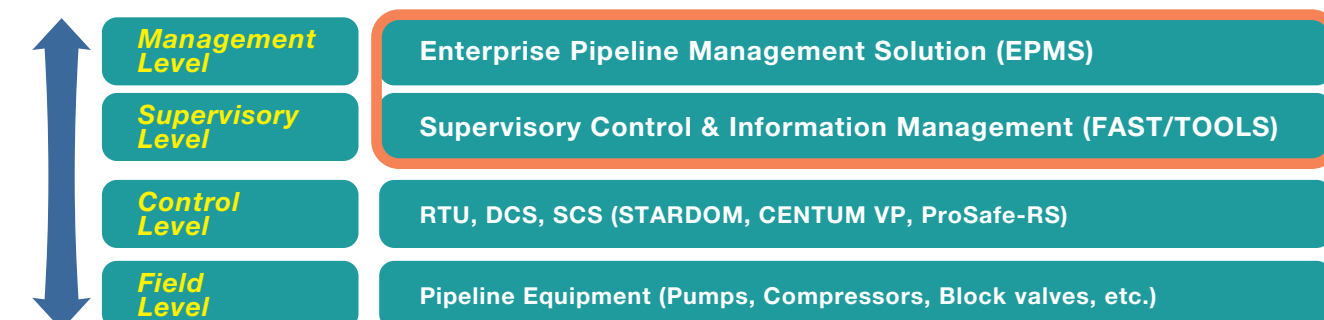 Management
Level
Enterprise Pipeline Management Solution (EPMS)
Supervisory
Level
Supervisory Control & Information Management (FAST/TOOLS)
Control
Level
RTU, DCS, SCS (STARDOM, CENTUM VP, ProSafe-RS)
Field
Level
Pipeline Equipment (Pumps, Compressors, Block valves, etc.)